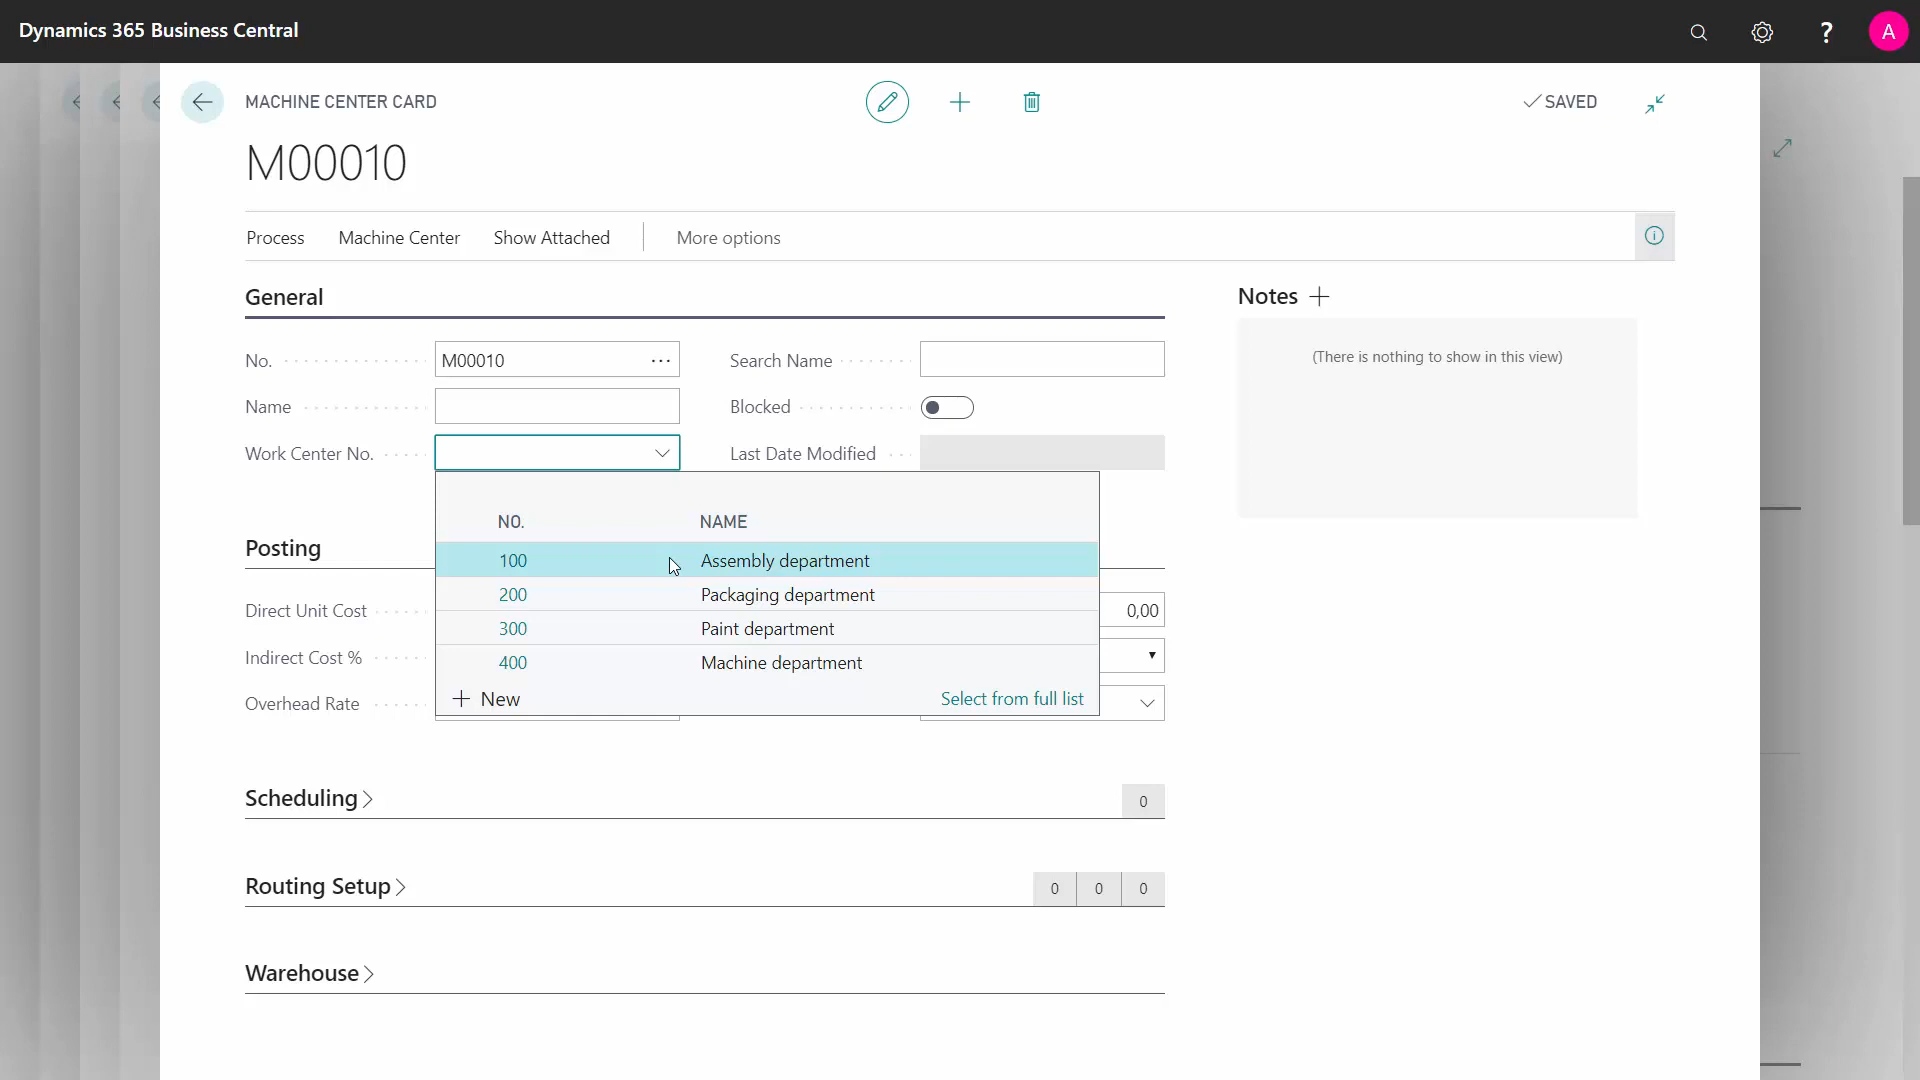 Dynamics 365 Business Central
?
A
MACHINE CENTER CARD
SAVED
M00010
Process Machine Center Show Attached More options
General
Notes
(There is nothing to show in this view)
No. M00010 ... Search Name
Name Blocked
Work Center No. Last Date Modified
NO. NAME
100 Assembly department
200 Packaging department
300 Paint department
400 Machine department
New Select from full list
Posting
Direct Unit Cost 0,00
Indirect Cost %
Overhead Rate
Scheduling 0
Routing Setup 0 0 0
Warehouse